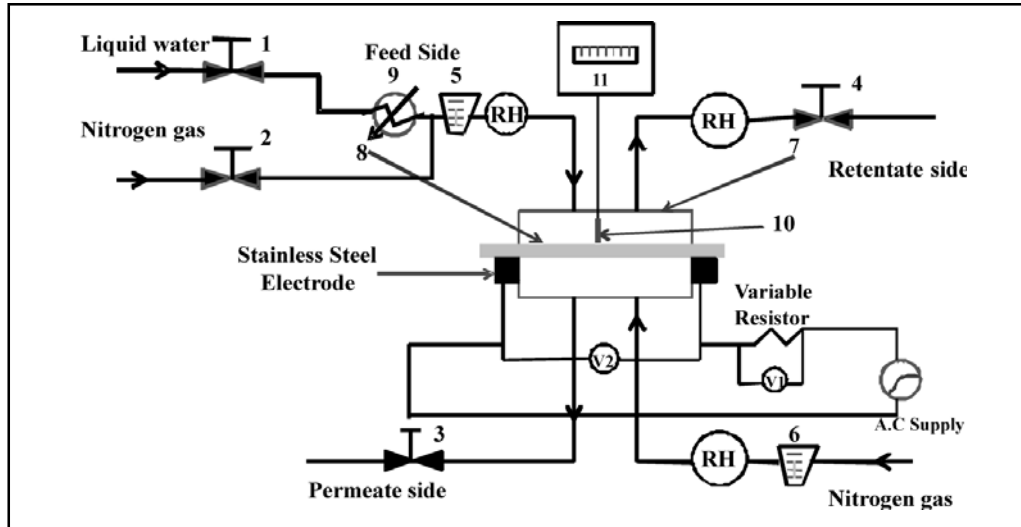 Liquid water
1
Feed Side
9
5
11
4
RH
RH
Nitrogen gas
2
8
7
Retentate side
10
Stainless Steel
Electrode
Variable
Resistor
V2
V1
A.C Supply
3
6
RH
Permeate side
Nitrogen gas